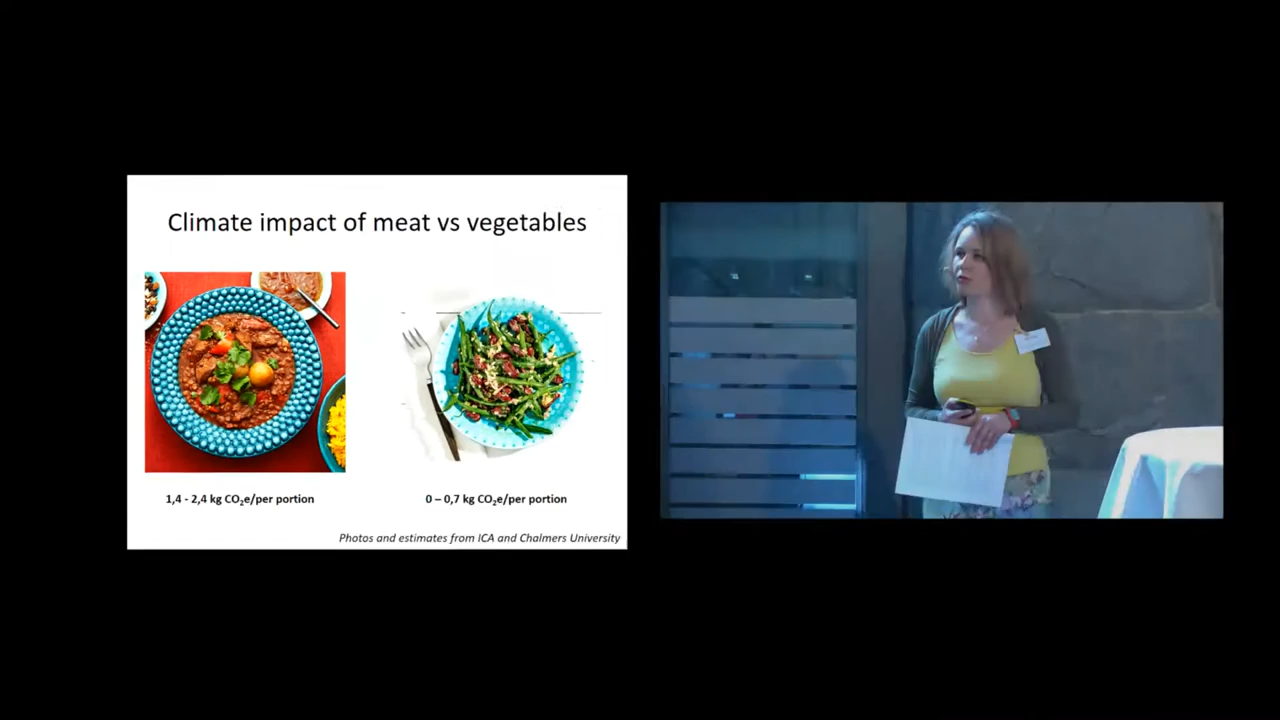 Climate impact of meat vs vegetables
1,4 - 2,4 kg CO₂e/per portion
0 – 0,7 kg CO₂e/per portion
Photos and estimates from ICA and Chalmers University